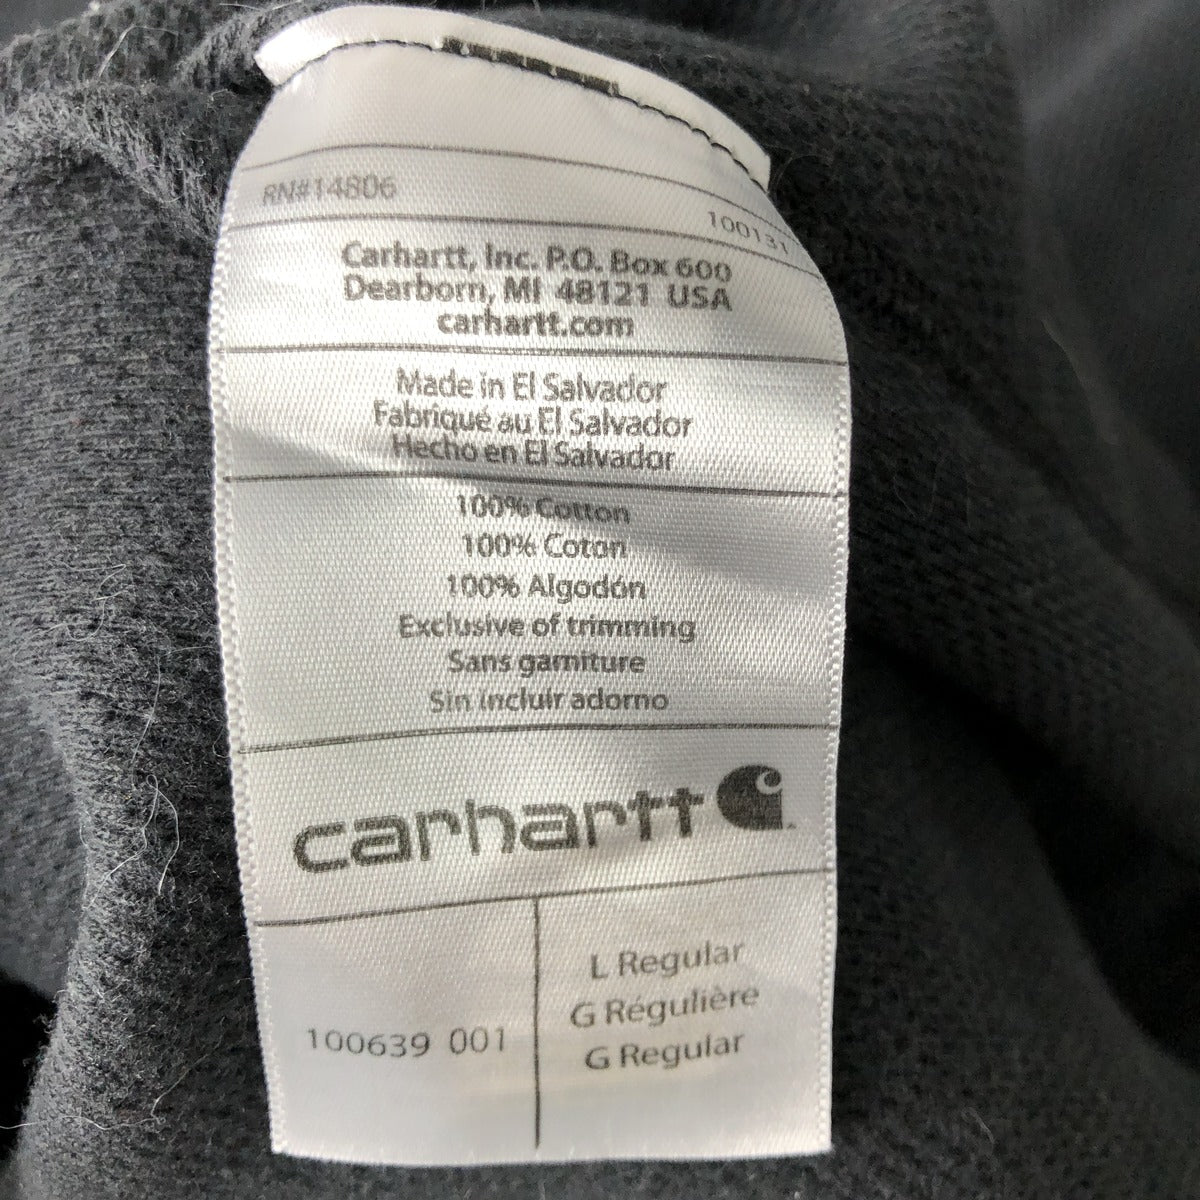 RN#14806
100131
Carhartt, Inc. P.O. Box 600
Dearborn, MI 48121 USA
carhartt.com
Made in El Salvador
Fabriqué au El Salvador
Hecho en El Salvador
100% Cotton
100% Coton
100% Algodón
Exclusive of trimming
Sans garniture
Sin incluir adorno
carhartt
100639 001
L Regular
G Régulière
G Regular